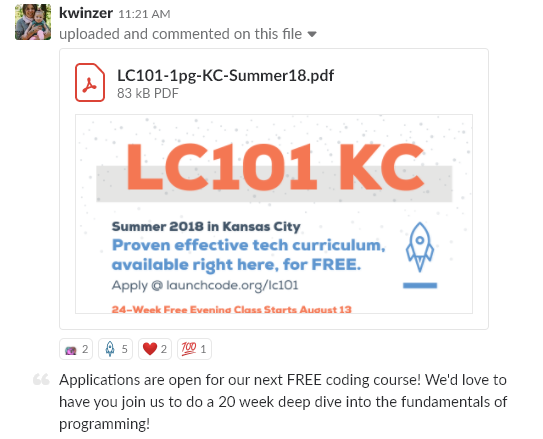 kwinzer 11:21 AM
uploaded and commented on this file
LC101-1pg-KC-Summer18.pdf
83 kB PDF
LC101 KC
Summer 2018 in Kansas City
Proven effective tech curriculum,
available right here, for FREE.
Apply @ launchcode.org/lc101
24-Week Free Evening Class Starts August 13
2 5 2 100 1
Applications are open for our next FREE coding course! We'd love to
have you join us to do a 20 week deep dive into the fundamentals of
programming!